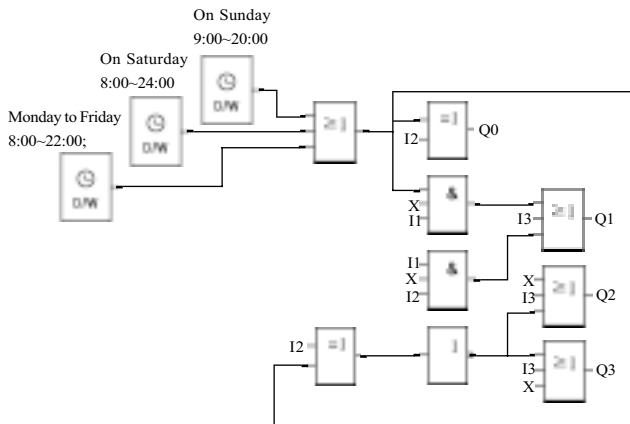 On Sunday
9:00~20:00
On Saturday
8:00~24:00
Monday to Friday
8:00~22:00;
D/W
D/W
D/W
≥1
=1
I2
Q0
&
X
I1
≥1
I3
Q1
&
I1
X
I2
≥1
X
I3
Q2
I2
=1
1
≥1
I3
X
Q3